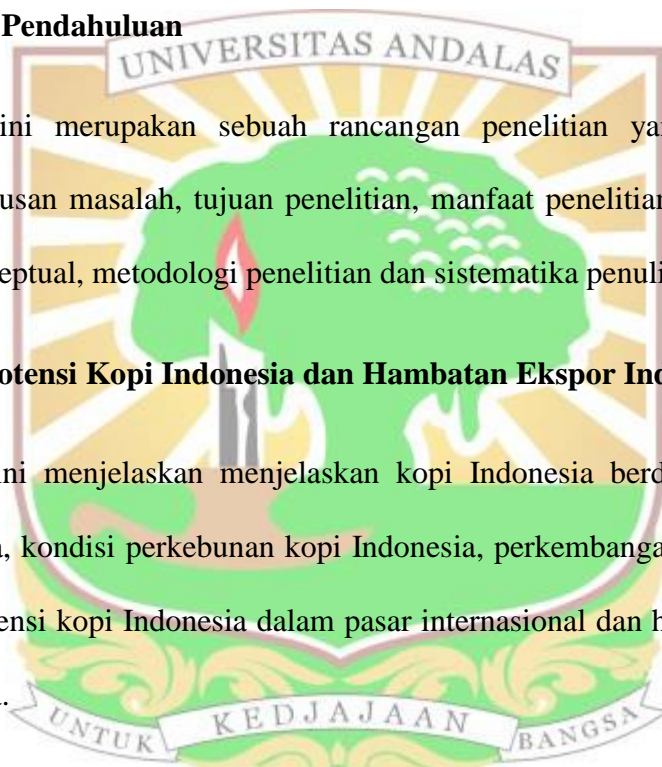 Pendahuluan
UNIVERSITAS ANDALAS
ini merupakan sebuah rancangan penelitian
usan masalah, tujuan penelitian, manfaat penelitian
eptual, metodologi penelitian dan sistematika penuli
otensi Kopi Indonesia dan Hambatan Ekspor Ind
ini menjelaskan menjelaskan kopi Indonesia berd
, kondisi perkebunan kopi Indonesia, perkembanga
ensi kopi Indonesia dalam pasar internasional dan h
UNTUK KEDJAJAAN BANGSA